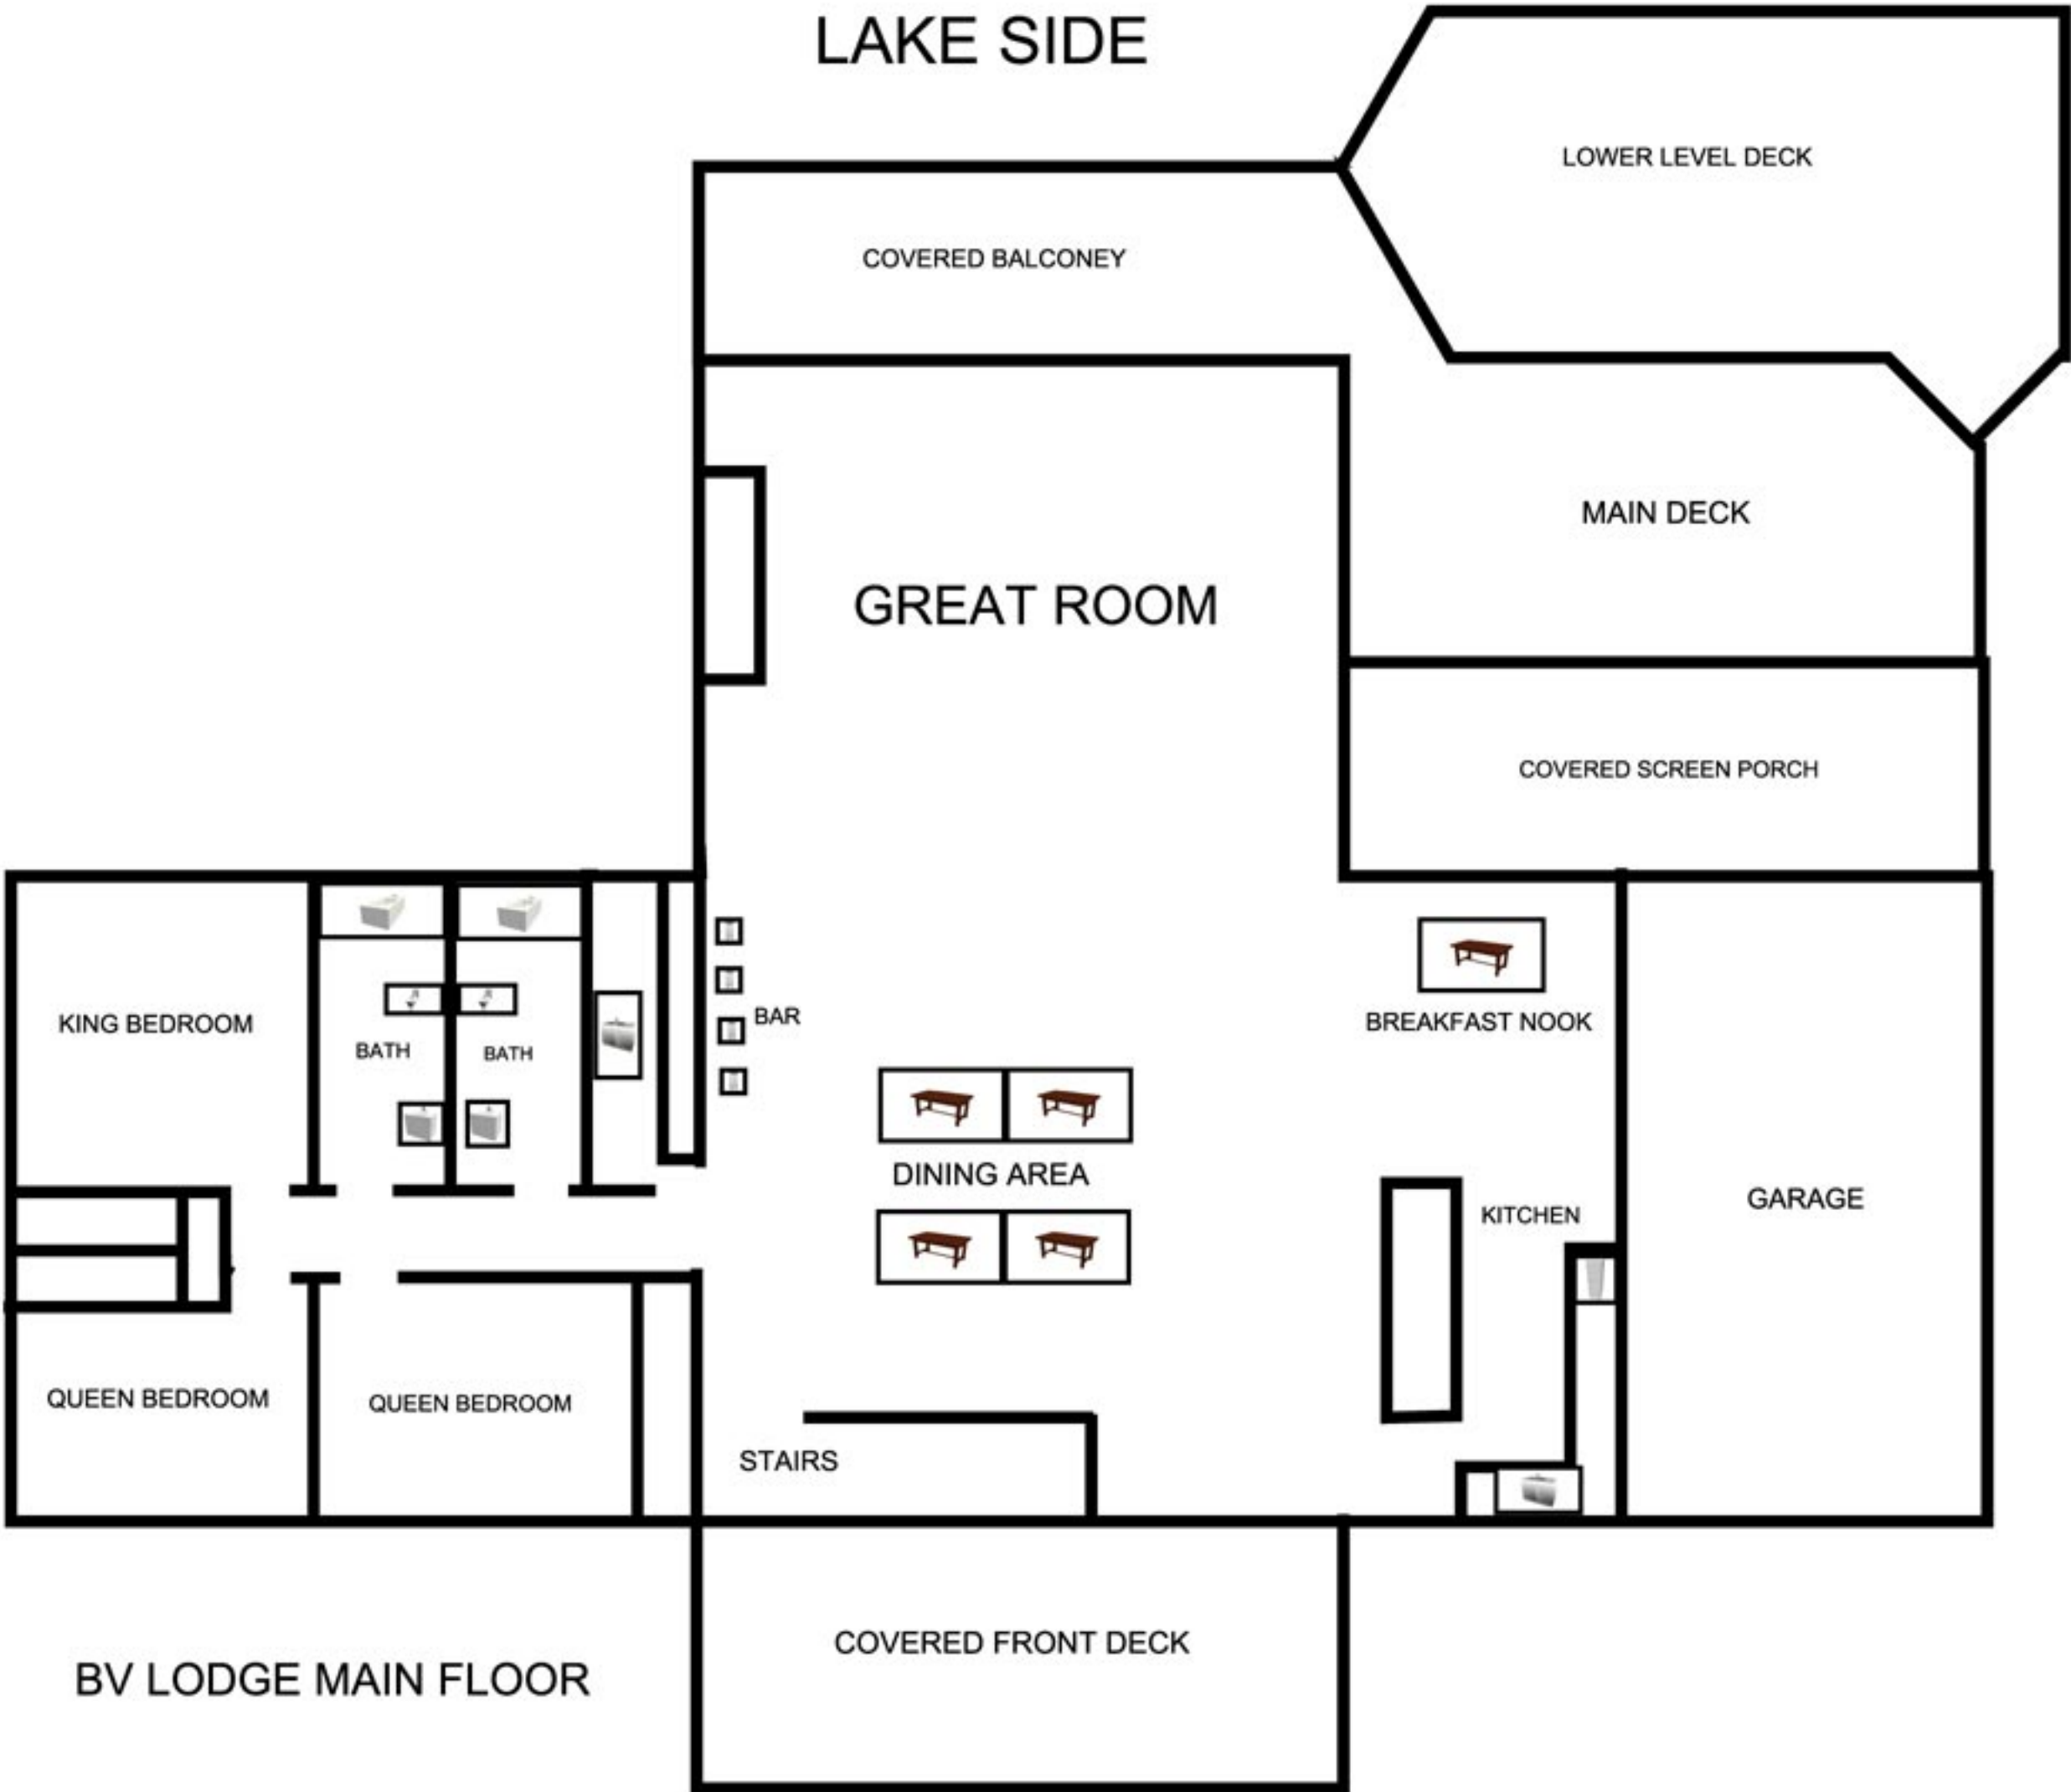 LAKE SIDE
LOWER LEVEL DECK
COVERED BALCONEY
MAIN DECK
GREAT ROOM
COVERED SCREEN PORCH
KING BEDROOM
BATH
BATH
BAR
BREAKFAST NOOK
DINING AREA
KITCHEN
GARAGE
QUEEN BEDROOM
QUEEN BEDROOM
STAIRS
COVERED FRONT DECK
BV LODGE MAIN FLOOR